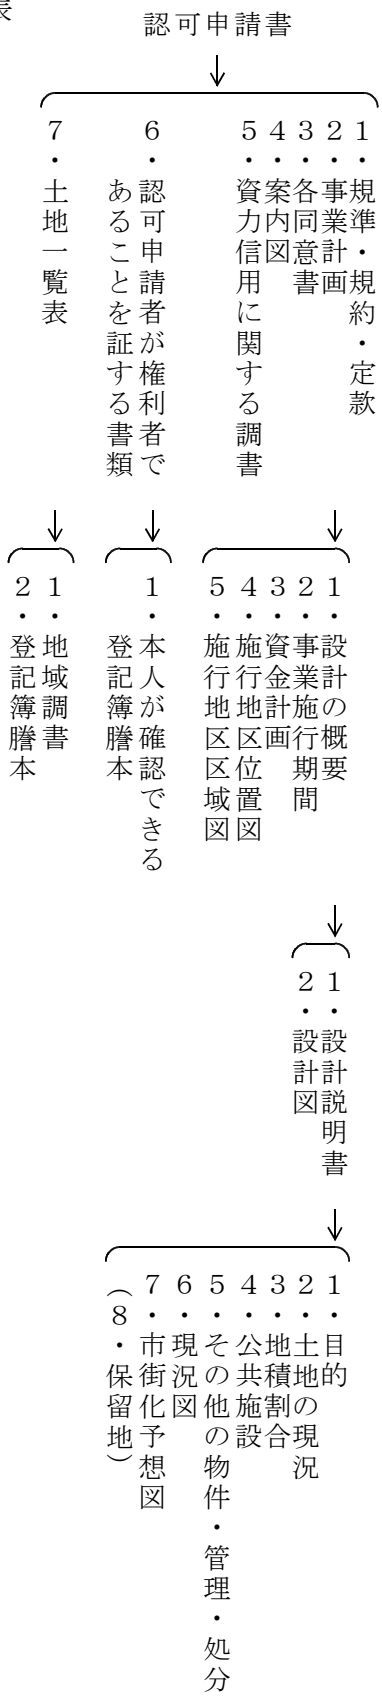 認可申請書
1・規準・規約・定款
2・事業計画
3・各同意書
4・案内図
5・資力信用に関する調書
6・認可申請者が権利者で
あることを証する書類
7・土地一覧表
1・設計の概要
2・事業施行期間
3・資金計画
4・施行地区位置図
5・施行地区区域図
1・本人が確認できる
登記簿謄本
1・地域調書
2・登記簿謄本
1・設計説明書
2・設計図
1・目的
2・土地の現況
3・地積割合
4・公共施設
5・その他の物件・管理・処分
6・現況図
7・市街化予想図
(8・保留地)